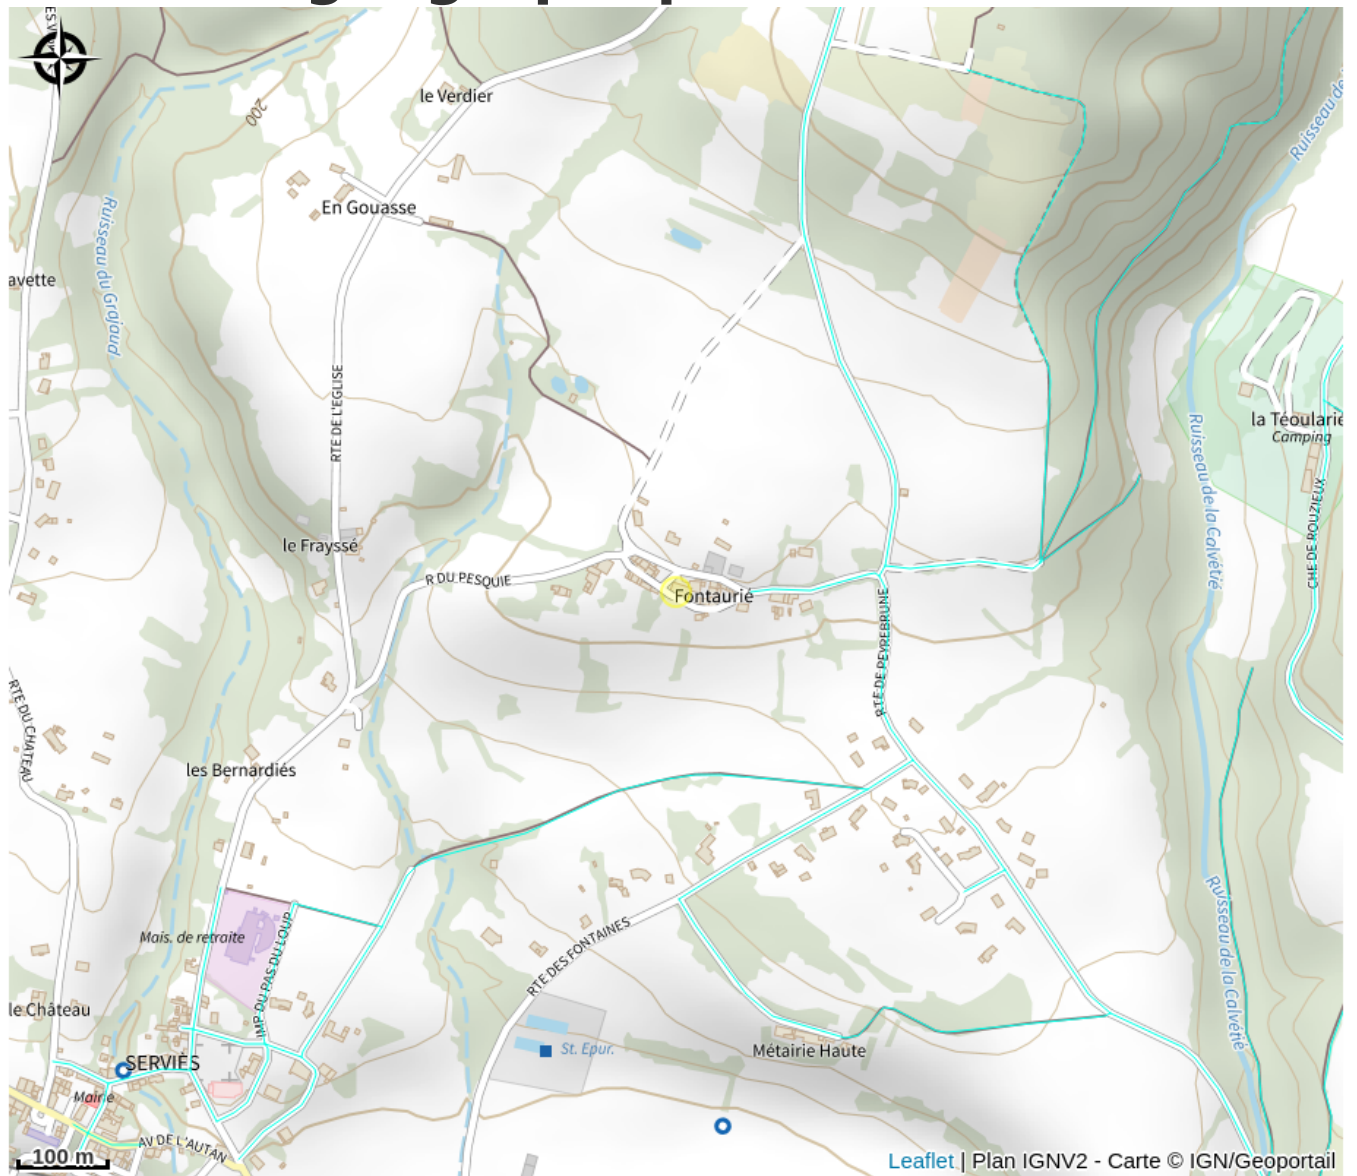 le Verdier
200
En Gouasse
Ruisseau du Grajaud
avette
RTE DE L'EGLISE
la Téoularié
Camping
Ruisseau de la Calvétié
CHE DE ROUZIEUX
le Frayssé
R DU PESQUIE
Fontaurié
RTE DE PEYREBRUNE
RTE DU CHATEAU
les Bernardiés
Mais. de retraite
IMP DU PAS DU LOUP
RTE DES FONTAINES
Ruisseau de la Calvétié
le Château
St. Epur.
Métairie Haute
SERVIÈS
Mairie
AV DE L'AUTAN
100 m
Leaflet | Plan IGNV2 - Carte © IGN/Geoportail